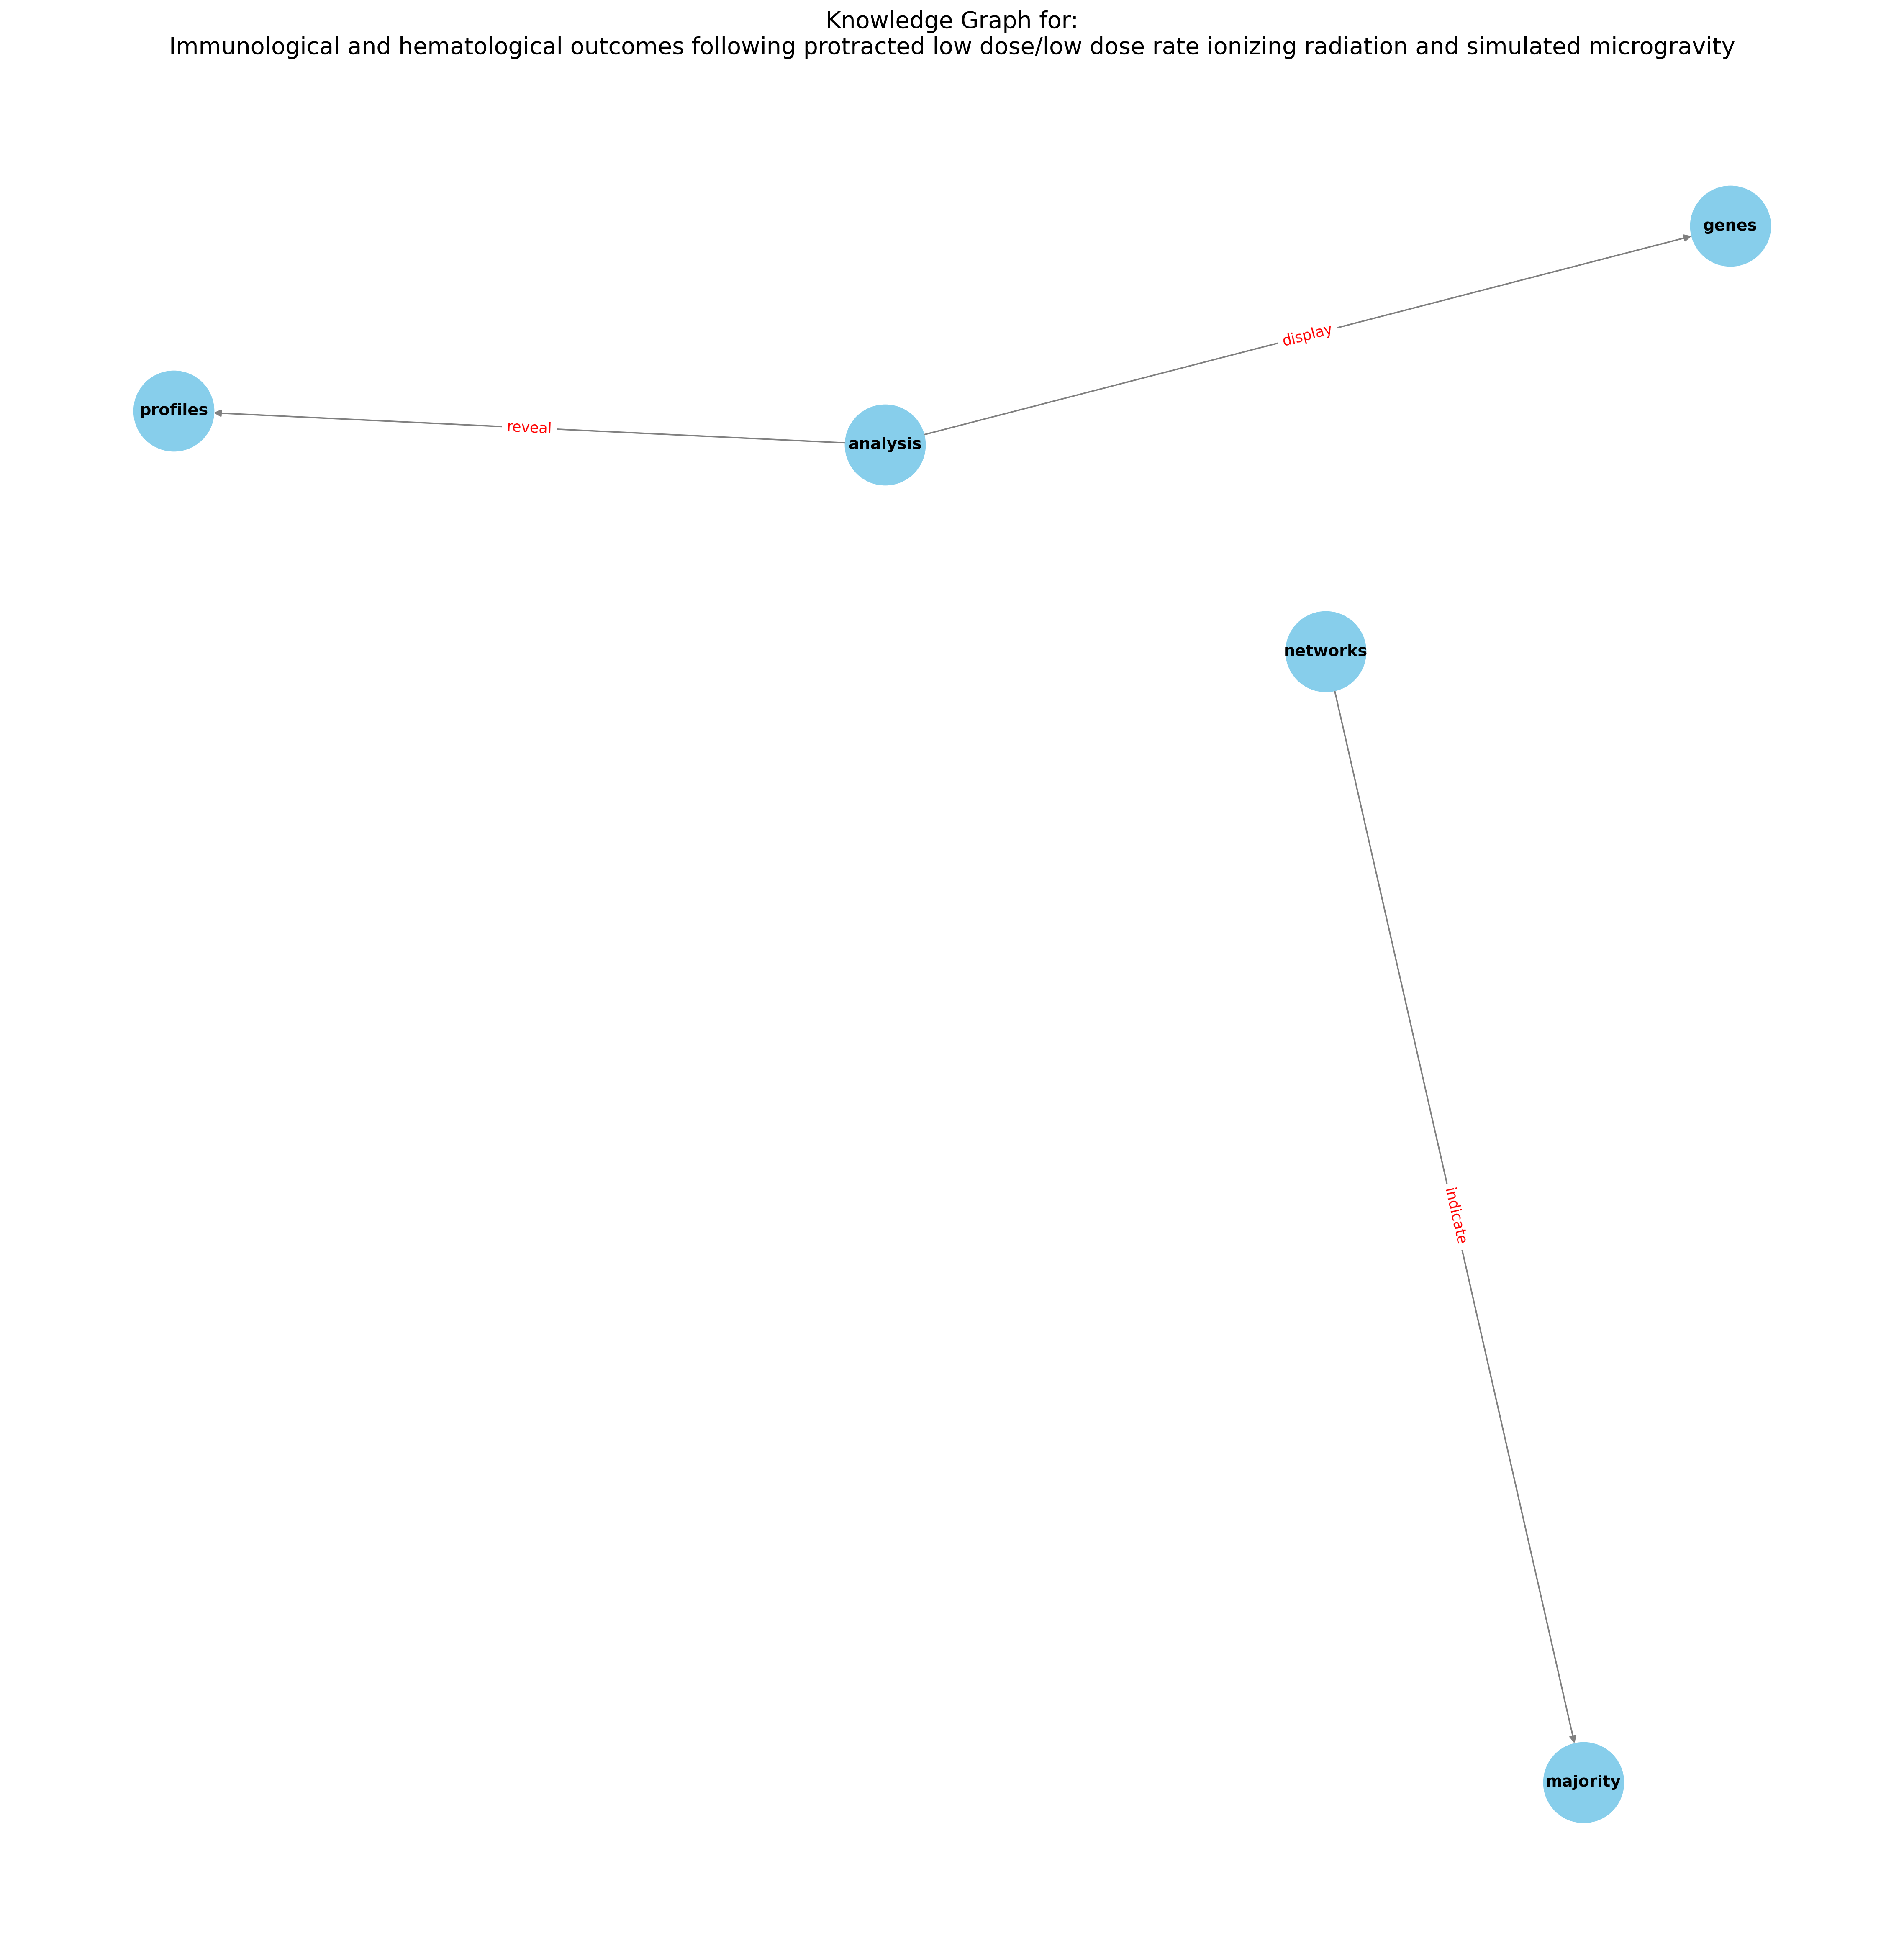 Knowledge Graph for:
Immunological and hematological outcomes following protracted low dose/low dose rate ionizing radiation and simulated microgravity
genes
display
profiles
reveal
analysis
networks
indicate
majority